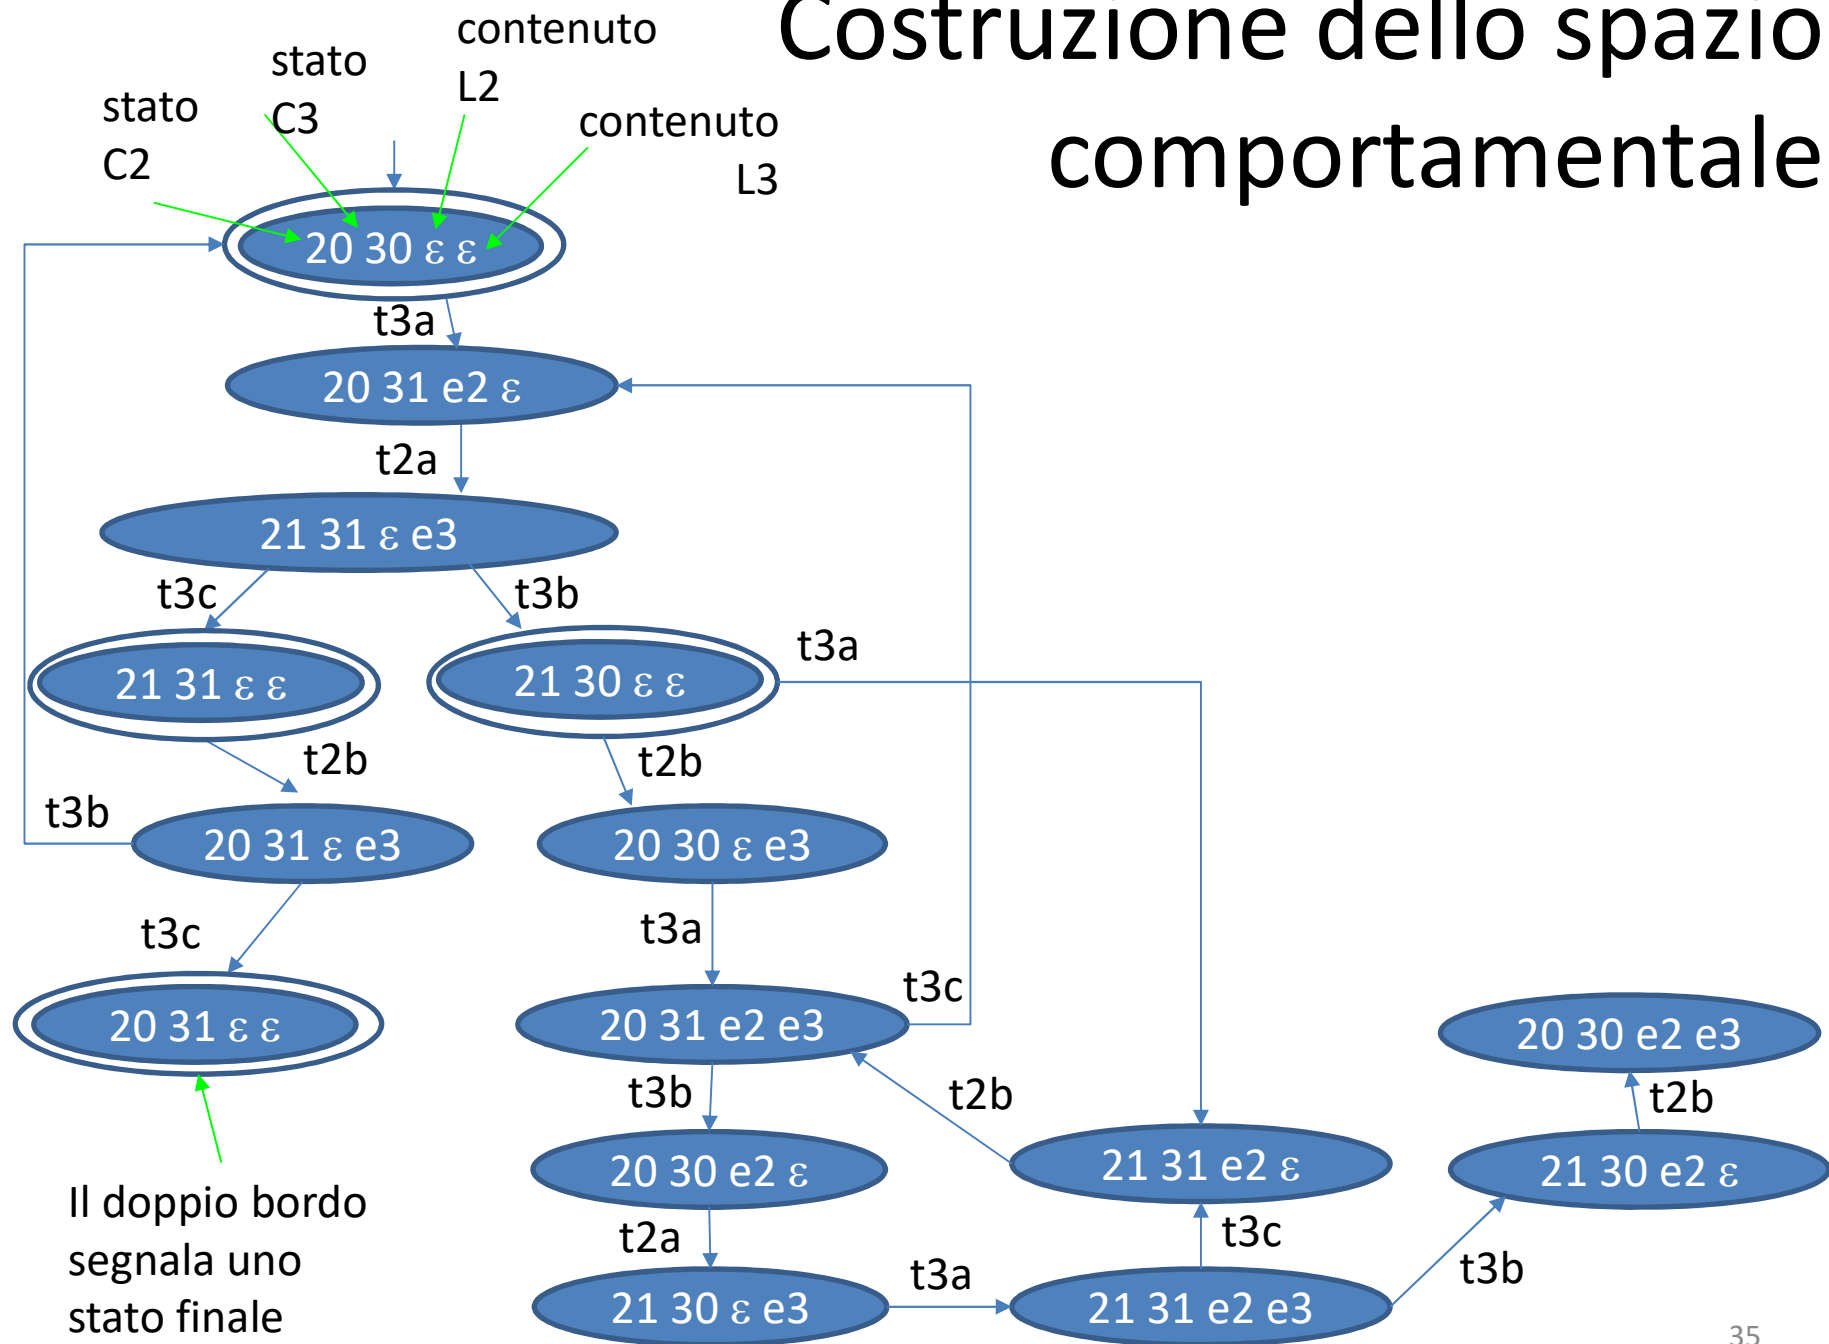 Costruzione dello spazio
comportamentale
stato
C2
stato
C3
contenuto
L2
contenuto
L3
20 30 ε ε
t3a
20 31 e2 ε
t2a
21 31 ε e3
t3c
t3b
21 31 ε ε
21 30 ε ε
t3a
t2b
t2b
t3b
20 31 ε e3
20 30 ε e3
t3c
t3a
20 31 ε ε
20 31 e2 e3
t3c
20 30 e2 e3
t3b
t2b
t2b
20 30 e2 ε
21 31 e2 ε
21 30 e2 ε
t2a
t3c
t3b
21 30 ε e3
t3a
21 31 e2 e3
Il doppio bordo
segnala uno
stato finale
35